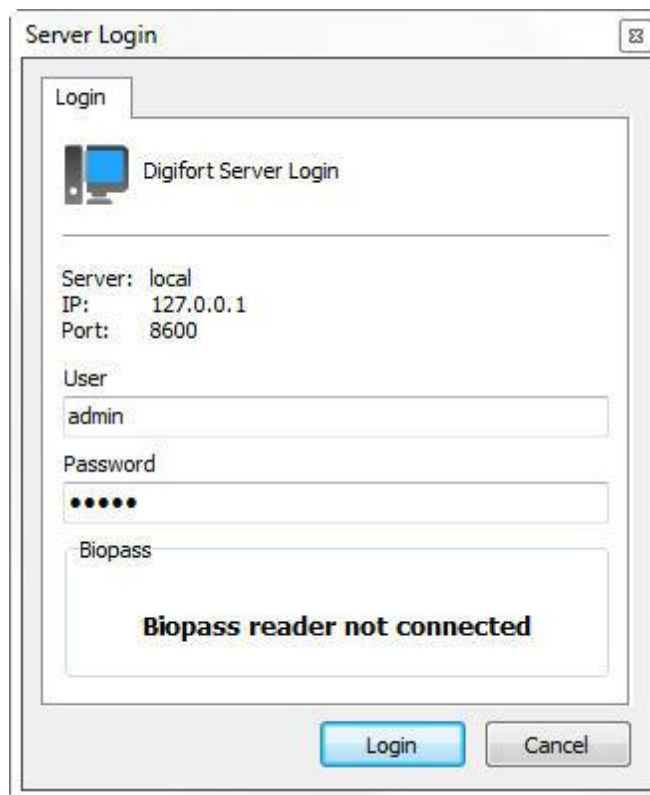 Server Login
Login
Digifort Server Login
Server: local
IP: 127.0.0.1
Port: 8600
User
admin
Password
•••••
Biopass
Biopass reader not connected
Login Cancel